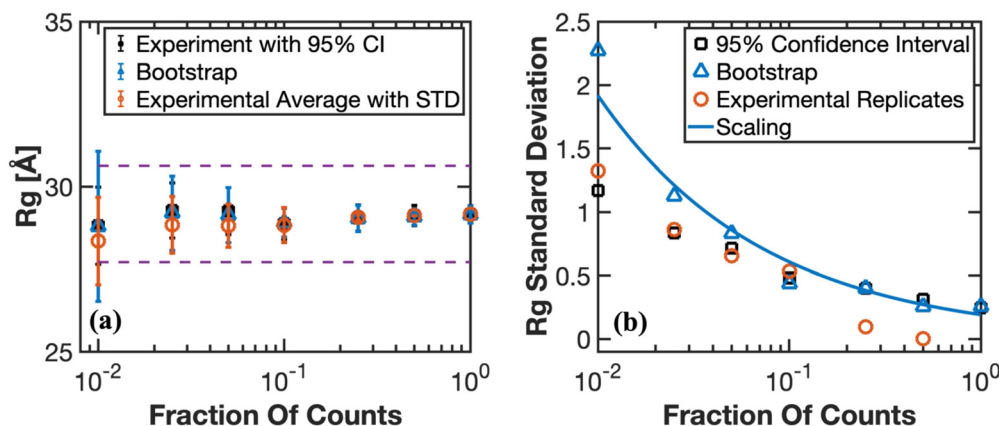 (a)
Experiment with 95% CI
Bootstrap
Experimental Average with STD
Rg [Å]
30
25
10-2
10-1
100
Fraction Of Counts
(b)
95% Confidence Interval
Bootstrap
Experimental Replicates
Scaling
Rg Standard Deviation
2.5
2
1.5
1
0.5
0
10-2
10-1
100
Fraction Of Counts